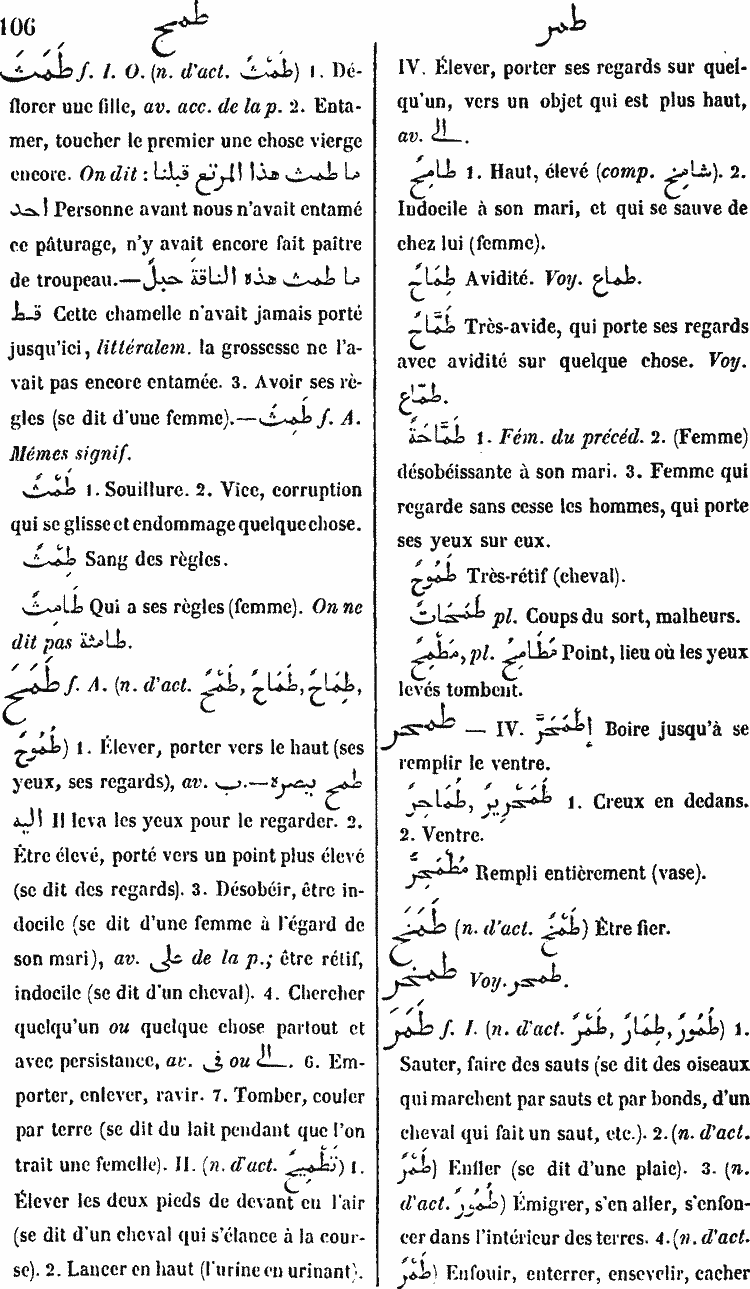 106
طمح
طمر
طَمَثَ f. I. O. (n. d'act. طَمْثٌ) 1. Dé-
florer une fille, av. acc. de la p. 2. Enta-
mer, toucher le premier une chose vierge
encore. On dit : ما طمث هذا المرتع قبلنا
احد Personne avant nous n'avait entamé
ce pâturage, n'y avait encore fait paître
de troupeau.—ما طمث هذه الناقة حبل
قط Cette chamelle n'avait jamais porté
jusqu'ici, littéralem. la grossesse ne l'a-
vait pas encore entamée. 3. Avoir ses rè-
gles (se dit d'une femme).—طَمِثَ f. A.
Mémes signif.
طَمْثٌ 1. Souillure. 2. Vice, corruption
qui se glisse et endommage quelque chose.
طَمْثٌ Sang des règles.
طَامِثٌ Qui a ses règles (femme). On ne
dit pas طامثة.
طَمَحَ f. A. (n. d'act. طَمْحٌ, طَمَاحٌ, طِمَاحٌ,
طُمُوحٌ) 1. Élever, porter vers le haut (ses
yeux, ses regards), av. ب.—طمح ببصره
اليه Il leva les yeux pour le regarder. 2.
Être élevé, porté vers un point plus élevé
(se dit des regards). 3. Désobéir, être in-
docile (se dit d'une femme à l'égard de
son mari), av. على de la p.; être rétif,
indocile (se dit d'un cheval). 4. Chercher
quelqu'un ou quelque chose partout et
avec persistance, av. فى ou الى. 6. Em-
porter, enlever, ravir. 7. Tomber, couler
par terre (se dit du lait pendant que l'on
trait une femelle). II. (n. d'act. تَطْمِيحٌ) 1.
Élever les deux pieds de devant en l'air
(se dit d'un cheval qui s'élance à la cour-
se). 2. Lancer en haut (l'urine en urinant).
IV. Élever, porter ses regards sur quel-
qu'un, vers un objet qui est plus haut,
av. الى.
طَامِحٌ 1. Haut, élevé (comp. شامخ). 2.
Indocile à son mari, et qui se sauve de
chez lui (femme).
طِمَاحٌ Avidité. Voy. طماع.
طَمَّاحٌ Très-avide, qui porte ses regards
avec avidité sur quelque chose. Voy.
طمّاع.
طَمَّاحَةٌ 1. Fém. du précéd. 2. (Femme)
désobéissante à son mari. 3. Femme qui
regarde sans cesse les hommes, qui porte
ses yeux sur eux.
طَمُوحٌ Très-rétif (cheval).
طَمَحَاتٌ pl. Coups du sort, malheurs.
مَطْمَحٌ, pl. مَطَامِحُ Point, lieu où les yeux
levés tombent.
طمحر — IV. إِطْمَحَرَّ Boire jusqu'à se
remplir le ventre.
طَمْحَرِيرٌ, طُمَاحِرٌ 1. Creux en dedans.
2. Ventre.
مُطْمَحِرٌّ Rempli entièrement (vase).
طَمَخَ (n. d'act. طَمْخٌ) Être fier.
طمخر Voy. طمحر.
طَمَرَ f. I. (n. d'act. طَمْرٌ, طِمَارٌ, طُمُورٌ) 1.
Sauter, faire des sauts (se dit des oiseaux
qui marchent par sauts et par bonds, d'un
cheval qui fait un saut, etc.). 2. (n. d'act.
طَمْرٌ) Enfler (se dit d'une plaie). 3. (n.
d'act. طُمُورٌ) Émigrer, s'en aller, s'enfon-
cer dans l'intérieur des terres. 4. (n. d'act.
طَمْرٌ) Enfouir, enterrer, ensevelir, cacher